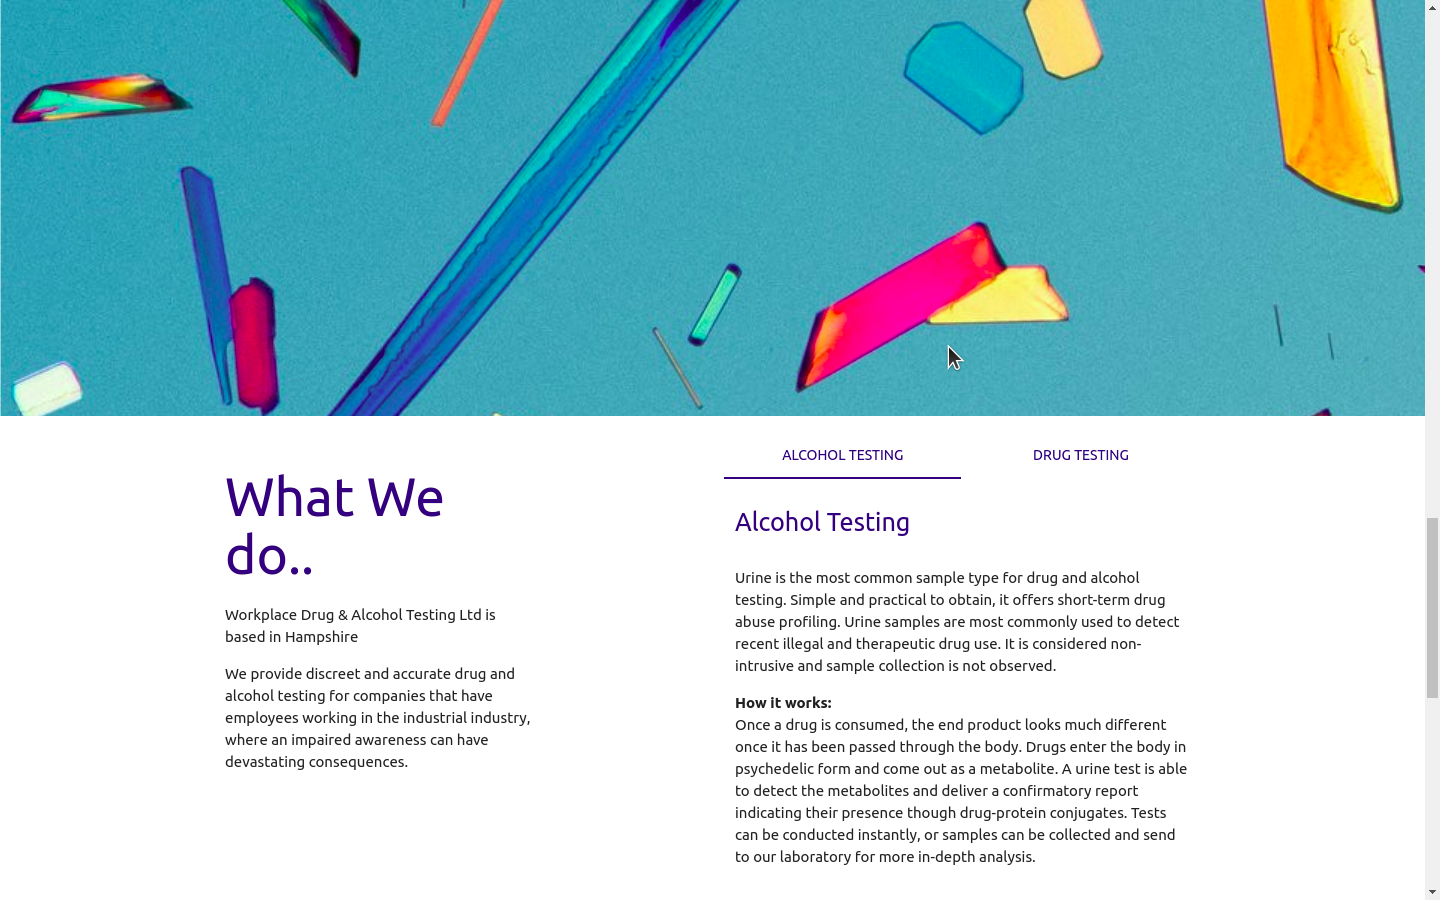 What We
do..
Workplace Drug & Alcohol Testing Ltd is
based in Hampshire
We provide discreet and accurate drug and
alcohol testing for companies that have
employees working in the industrial industry,
where an impaired awareness can have
devastating consequences.
ALCOHOL TESTING
DRUG TESTING
Alcohol Testing
Urine is the most common sample type for drug and alcohol
testing. Simple and practical to obtain, it offers short-term drug
abuse profiling. Urine samples are most commonly used to detect
recent illegal and therapeutic drug use. It is considered non-
intrusive and sample collection is not observed.
How it works:
Once a drug is consumed, the end product looks much different
once it has been passed through the body. Drugs enter the body in
psychedelic form and come out as a metabolite. A urine test is able
to detect the metabolites and deliver a confirmatory report
indicating their presence though drug-protein conjugates. Tests
can be conducted instantly, or samples can be collected and send
to our laboratory for more in-depth analysis.